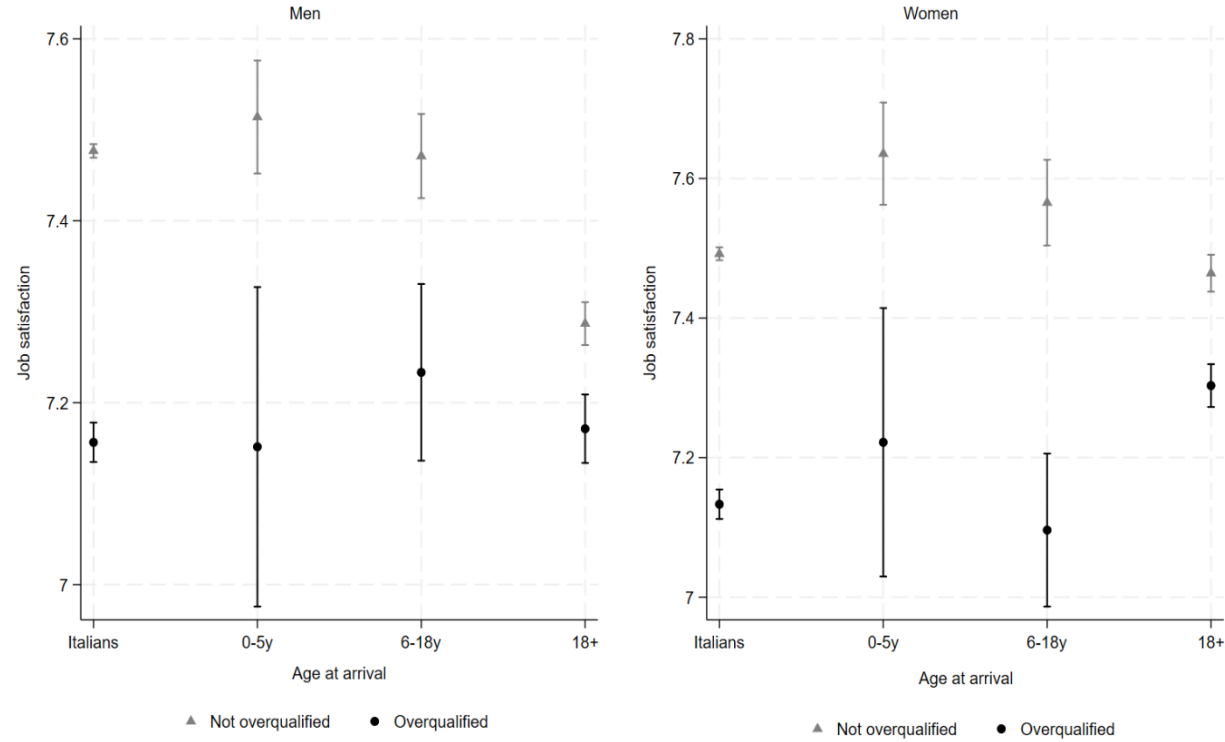 Men
7.6
7.4
7.2
7
Job satisfaction
Italians 0-5y 6-18y 18+
Age at arrival
Not overqualified Overqualified
Women
7.8
7.6
7.4
7.2
7
Job satisfaction
Italians 0-5y 6-18y 18+
Age at arrival
Not overqualified Overqualified